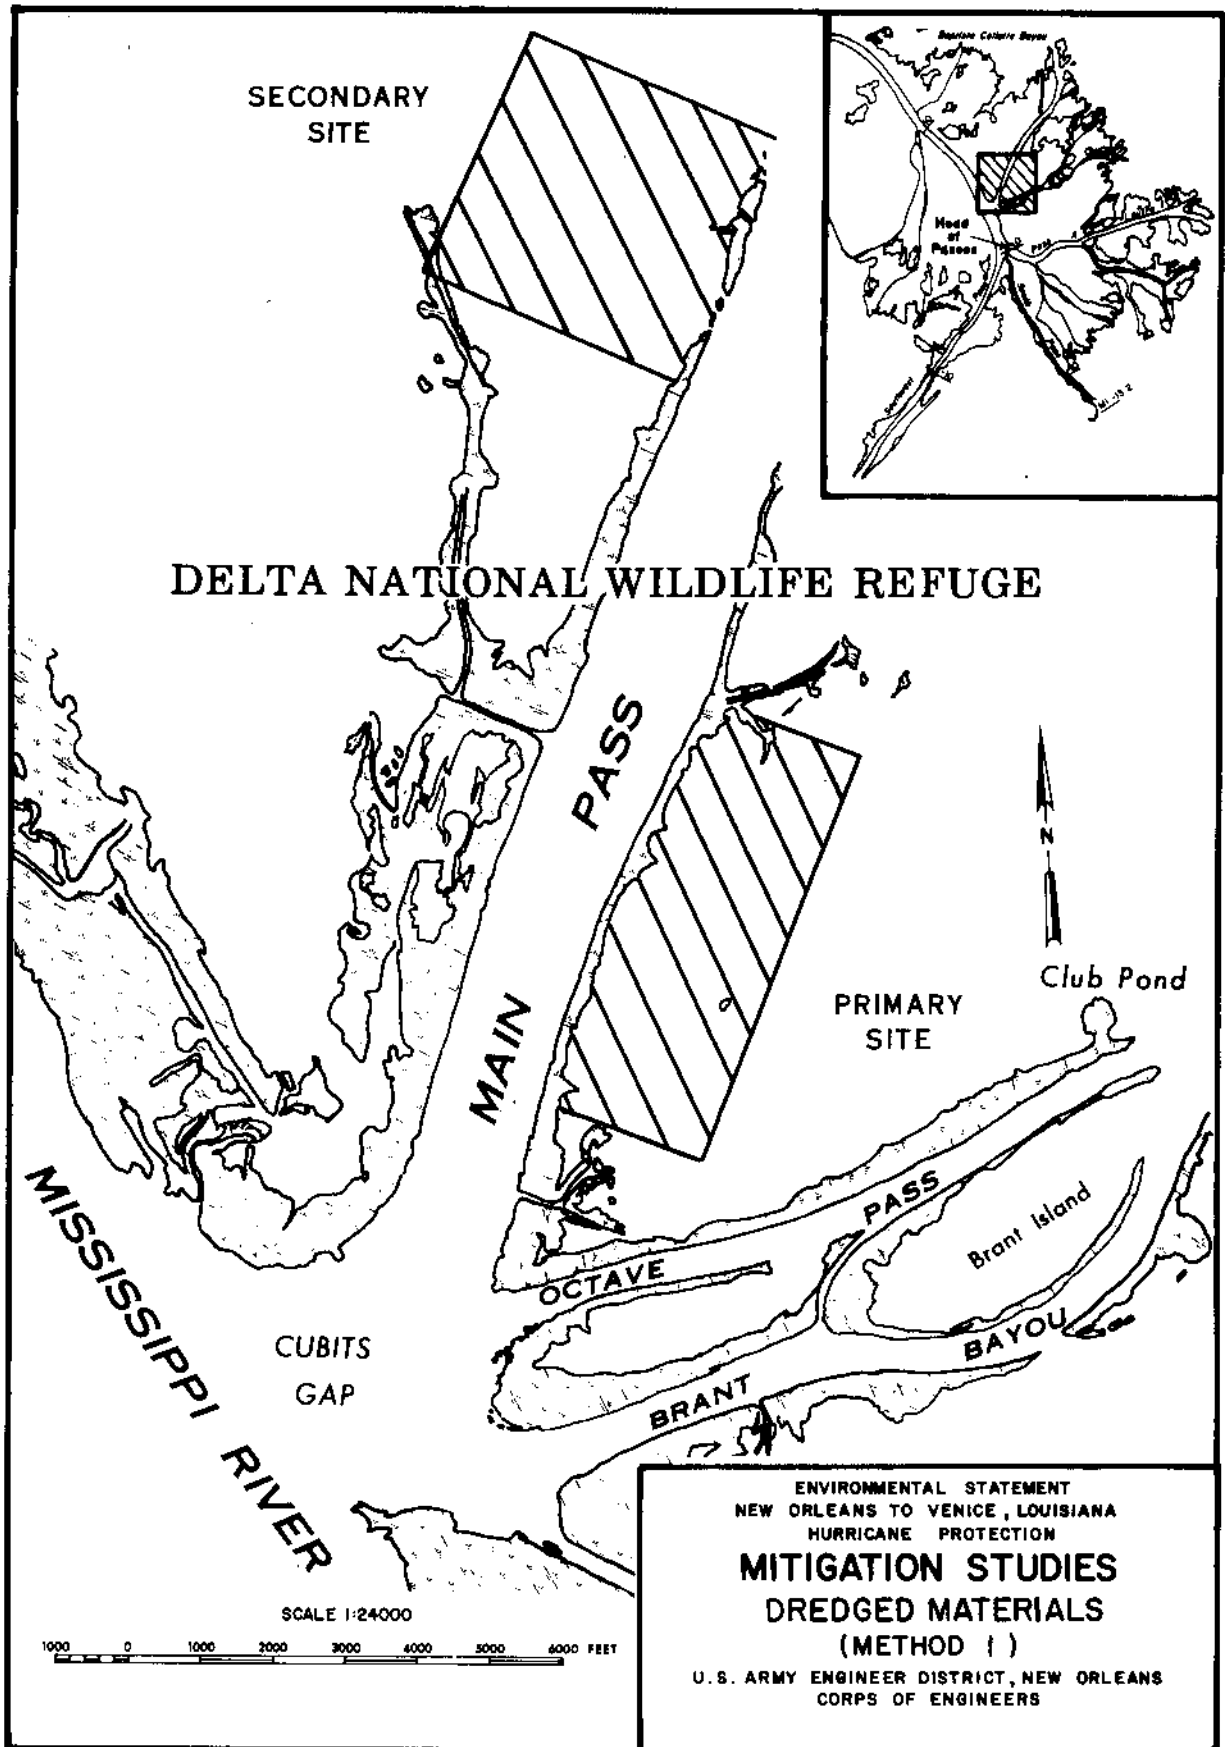 SECONDARY
SITE
Head
of
Passes
DELTA NATIONAL WILDLIFE REFUGE
MAIN PASS
N
Club Pond
PRIMARY
SITE
OCTAVE PASS
Brant Island
BRANT BAYOU
CUBITS
GAP
MISSISSIPPI RIVER
SCALE 1:24000
1000 0 1000 2000 3000 4000 5000 6000 FEET
ENVIRONMENTAL STATEMENT
NEW ORLEANS TO VENICE, LOUISIANA
HURRICANE PROTECTION
MITIGATION STUDIES
DREDGED MATERIALS
(METHOD 1)
U.S. ARMY ENGINEER DISTRICT, NEW ORLEANS
CORPS OF ENGINEERS